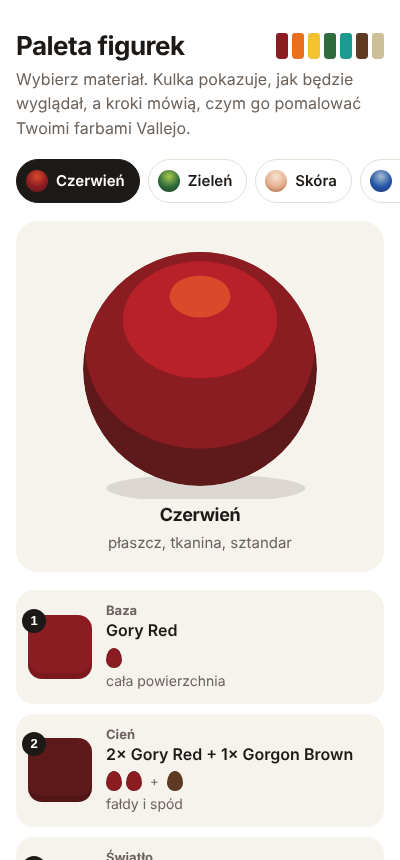 Paleta figurek
Wybierz materiał. Kulka pokazuje, jak będzie
wyglądał, a kroki mówią, czym go pomalować
Twoimi farbami Vallejo.
Czerwień
Zieleń
Skóra
Czerwień
płaszcz, tkanina, sztandar
1
Baza
Gory Red
cała powierzchnia
2
Cień
2× Gory Red + 1× Gorgon Brown
+
fałdy i spód
Światło